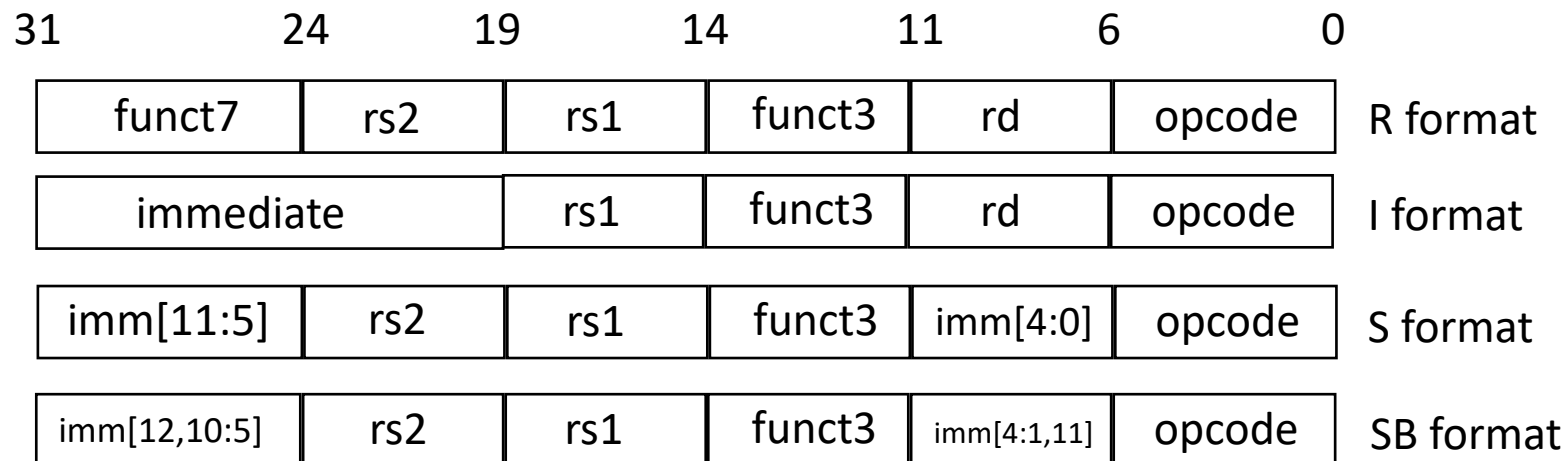 31 24 19 14 11 6 0
funct7 rs2 rs1 funct3 rd opcode R format
immediate rs1 funct3 rd opcode I format
imm[11:5] rs2 rs1 funct3 imm[4:0] opcode S format
imm[12,10:5] rs2 rs1 funct3 imm[4:1,11] opcode SB format